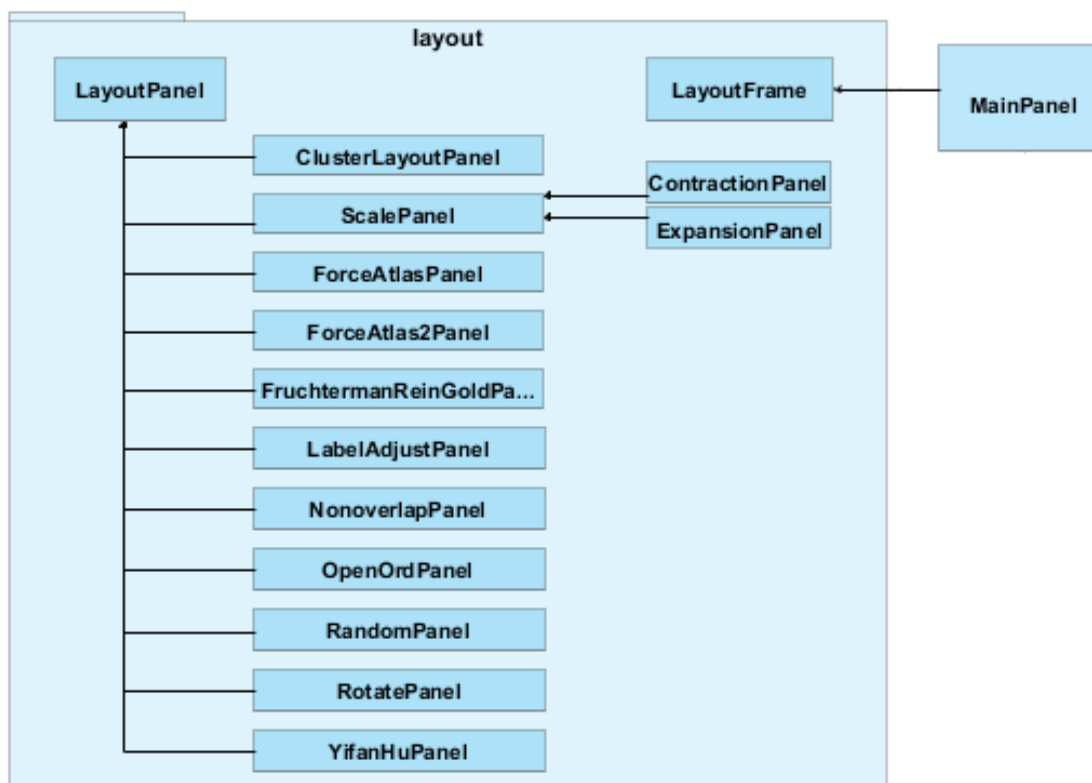 layout
LayoutPanel
LayoutFrame
MainPanel
ClusterLayoutPanel
ContractionPanel
ScalePanel
ExpansionPanel
ForceAtlasPanel
ForceAtlas2Panel
FruchtermanReinGoldPa...
LabelAdjustPanel
NonoverlapPanel
OpenOrdPanel
RandomPanel
RotatePanel
YifanHuPanel